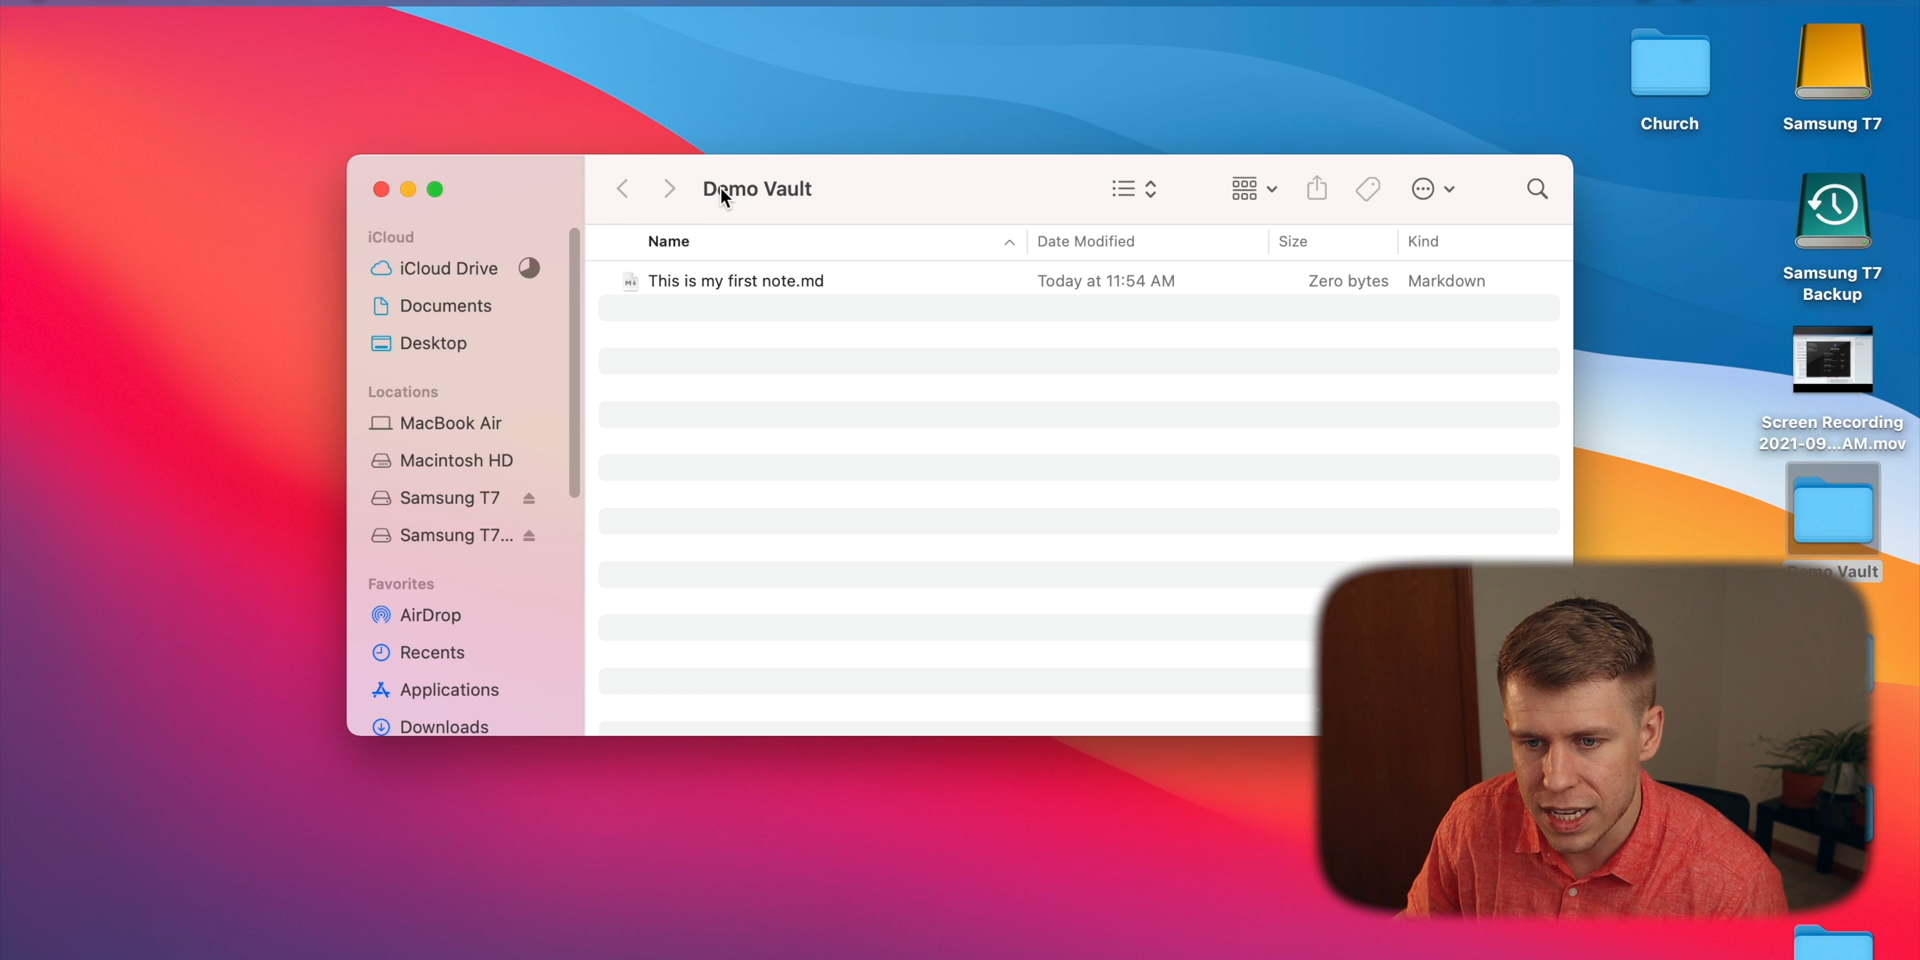 Church
Samsung T7
Demo Vault
iCloud
Name
Date Modified
Size
Kind
iCloud Drive
This is my first note.md
Today at 11:54 AM
Zero bytes
Markdown
Samsung T7
Backup
Documents
Desktop
Locations
MacBook Air
Screen Recording
2021-09...AM.mov
Macintosh HD
Samsung T7
Samsung T7...
Demo Vault
Favorites
AirDrop
Recents
Applications
Downloads